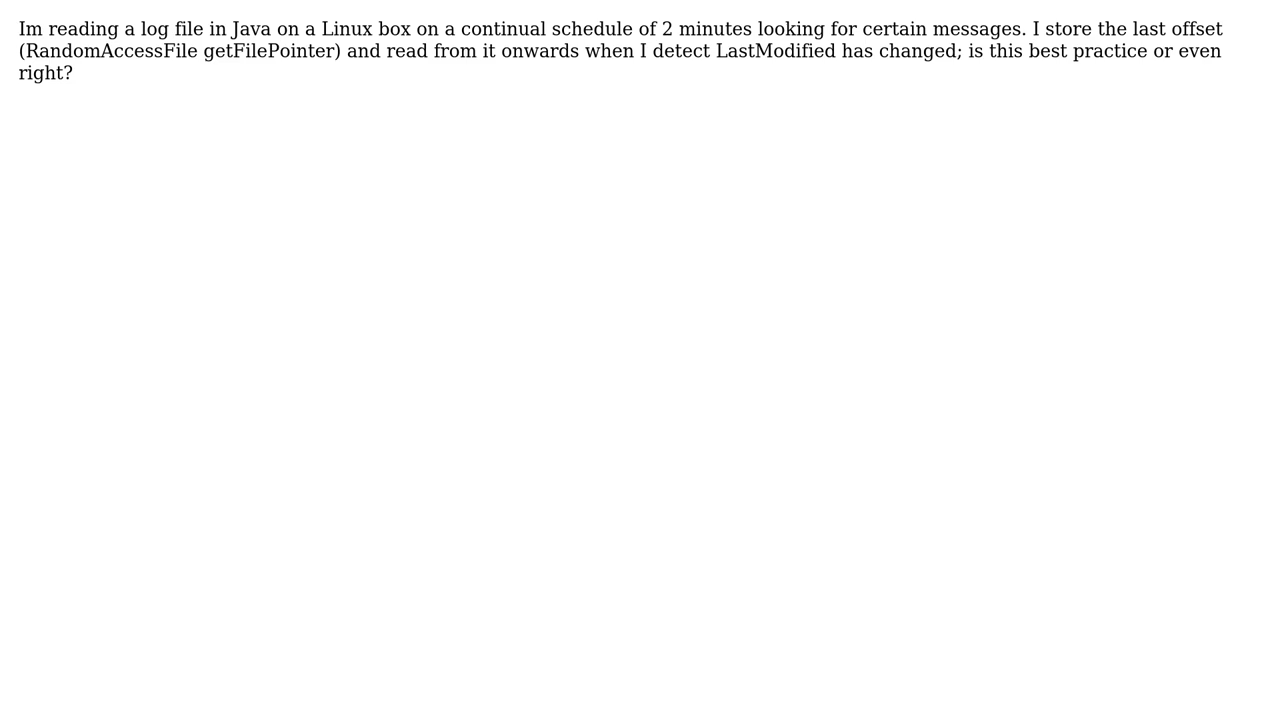 Im reading a log file in Java on a Linux box on a continual schedule of 2 minutes looking for certain messages. I store the last offset
(RandomAccessFile getFilePointer) and read from it onwards when I detect LastModified has changed; is this best practice or even
right?